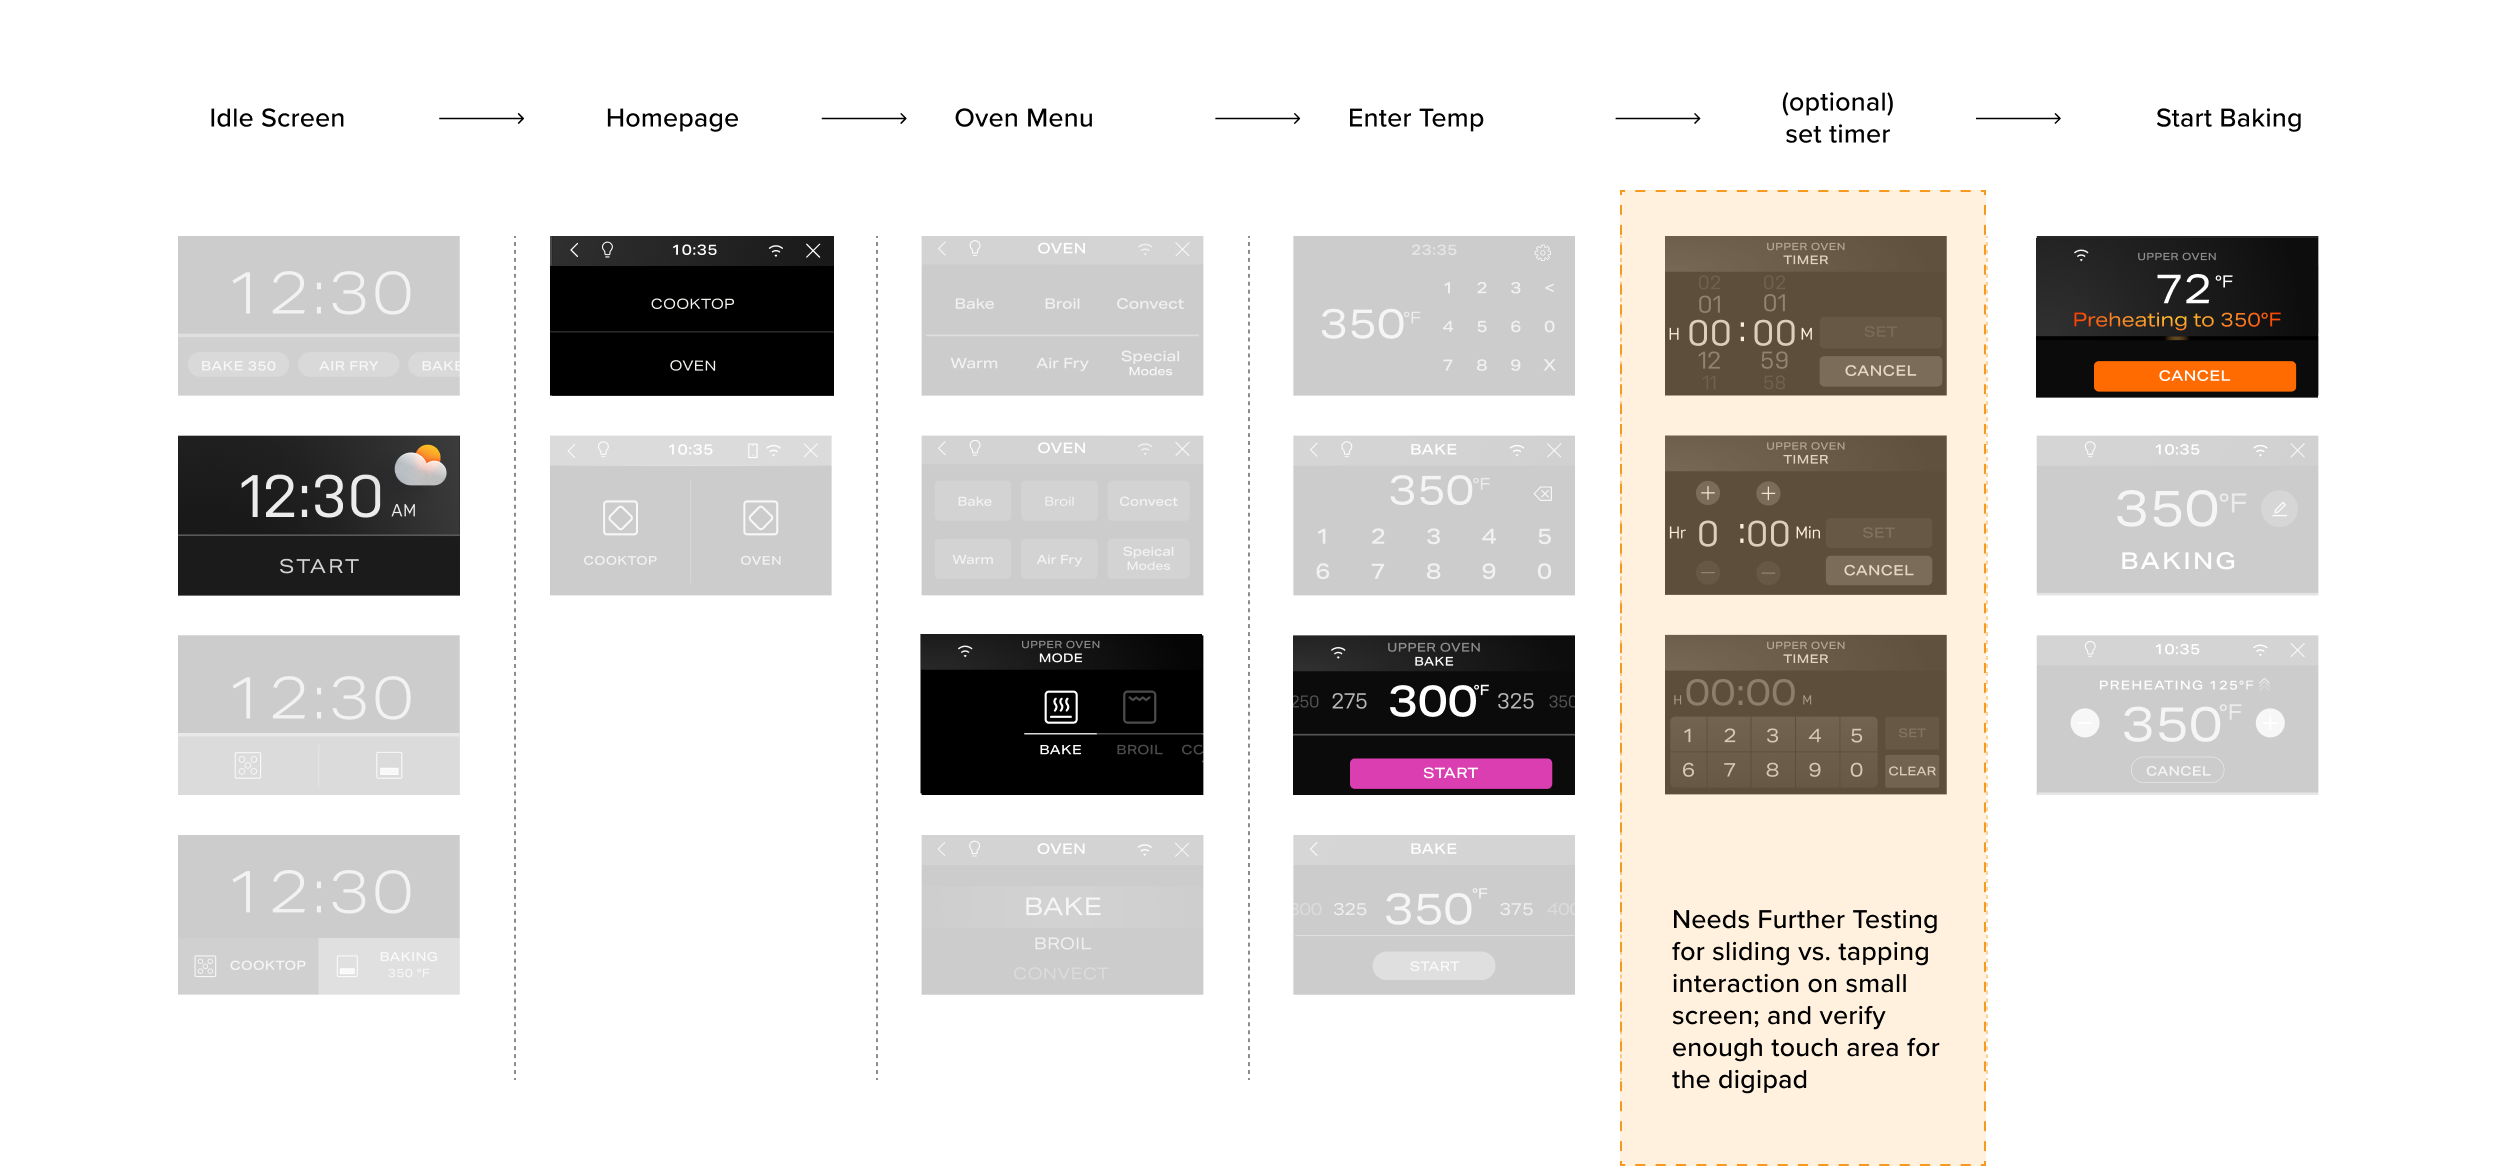 Idle Screen
Homepage
Oven Menu
Enter Temp
(optional)
set timer
Start Baking
12:30
BAKE 350
AIR FRY
BAKE
12:30 AM
START
12:30
12:30
COOKTOP
BAKING
350 °F
10:35
COOKTOP
OVEN
10:35
COOKTOP
OVEN
OVEN
Bake Broil Convect
Warm Air Fry Special
Modes
OVEN
Bake Broil Convect
Warm Air Fry Speical
Modes
UPPER OVEN
MODE
BAKE BROIL CO
OVEN
BAKE
BROIL
CONVECT
23:35
350°F
1 2 3 <
4 5 6 0
7 8 9 X
BAKE
350°F
1 2 3 4 5
6 7 8 9 0
UPPER OVEN
BAKE
250 275 300°F 325 350
START
BAKE
300 325 350°F 375 400
START
UPPER OVEN
TIMER
02 02
01 01
H 00:00 M
12 59
11 58
SET
CANCEL
UPPER OVEN
TIMER
Hr 0 :00 Min
SET
CANCEL
UPPER OVEN
TIMER
H 00:00 M
1 2 3 4 5
6 7 8 9 0
SET
CLEAR
Needs Further Testing
for sliding vs. tapping
interaction on small
screen; and verify
enough touch area for
the digipad
UPPER OVEN
72°F
Preheating to 350°F
CANCEL
10:35
350°F
BAKING
10:35
PREHEATING 125°F
350°F
CANCEL